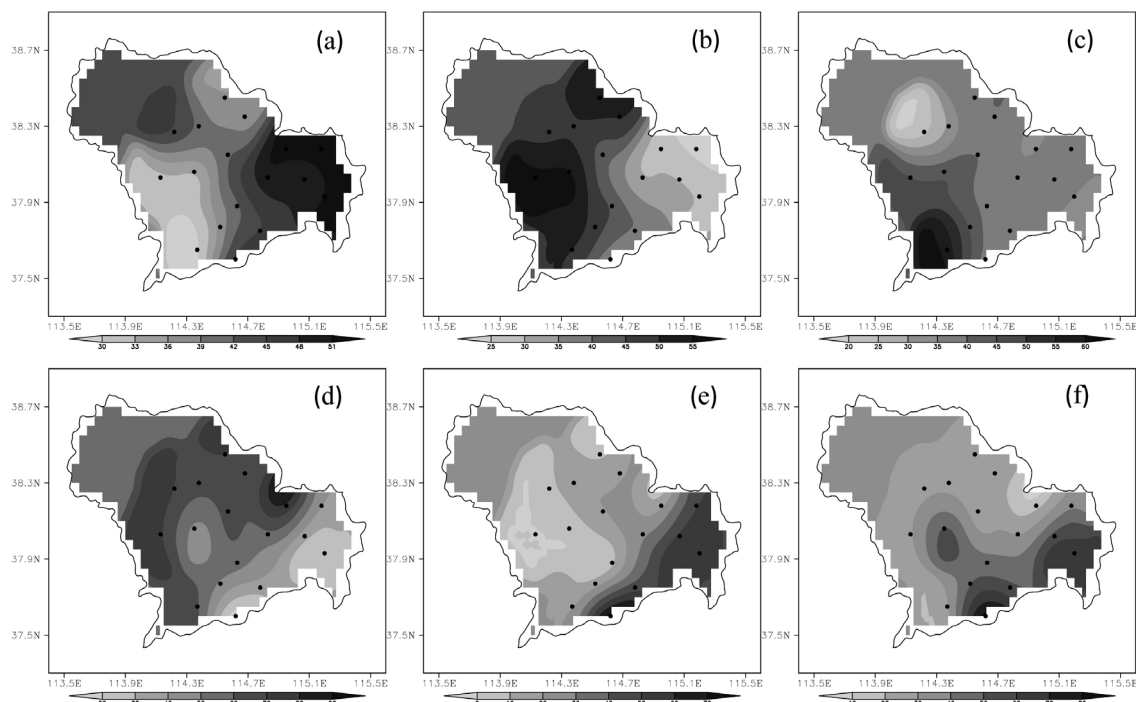 (a)
38.7N
38.3N
37.9N
37.5N
113.5E 113.9E 114.3E 114.7E 115.1E 115.5E
30 33 36 39 42 45 48 51
(b)
38.7N
38.3N
37.9N
37.5N
113.5E 113.9E 114.3E 114.7E 115.1E 115.5E
25 30 35 40 45 50 55
(c)
38.7N
38.3N
37.9N
37.5N
113.5E 113.9E 114.3E 114.7E 115.1E 115.5E
20 25 30 35 40 45 50 55 60
(d)
38.7N
38.3N
37.9N
37.5N
113.5E 113.9E 114.3E 114.7E 115.1E 115.5E
(e)
38.7N
38.3N
37.9N
37.5N
113.5E 113.9E 114.3E 114.7E 115.1E 115.5E
(f)
38.7N
38.3N
37.9N
37.5N
113.5E 113.9E 114.3E 114.7E 115.1E 115.5E